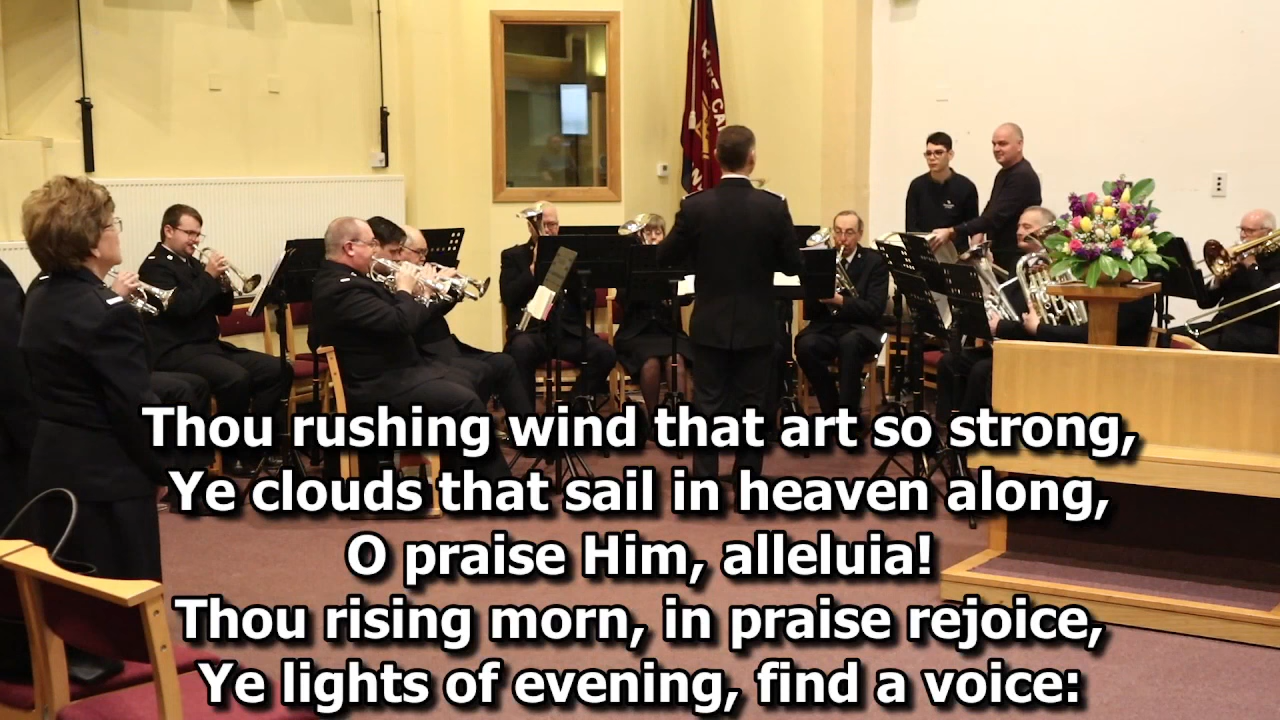 Thou rushing wind that art so strong,
Ye clouds that sail in heaven along,
O praise Him, alleluia!
Thou rising morn, in praise rejoice,
Ye lights of evening, find a voice: